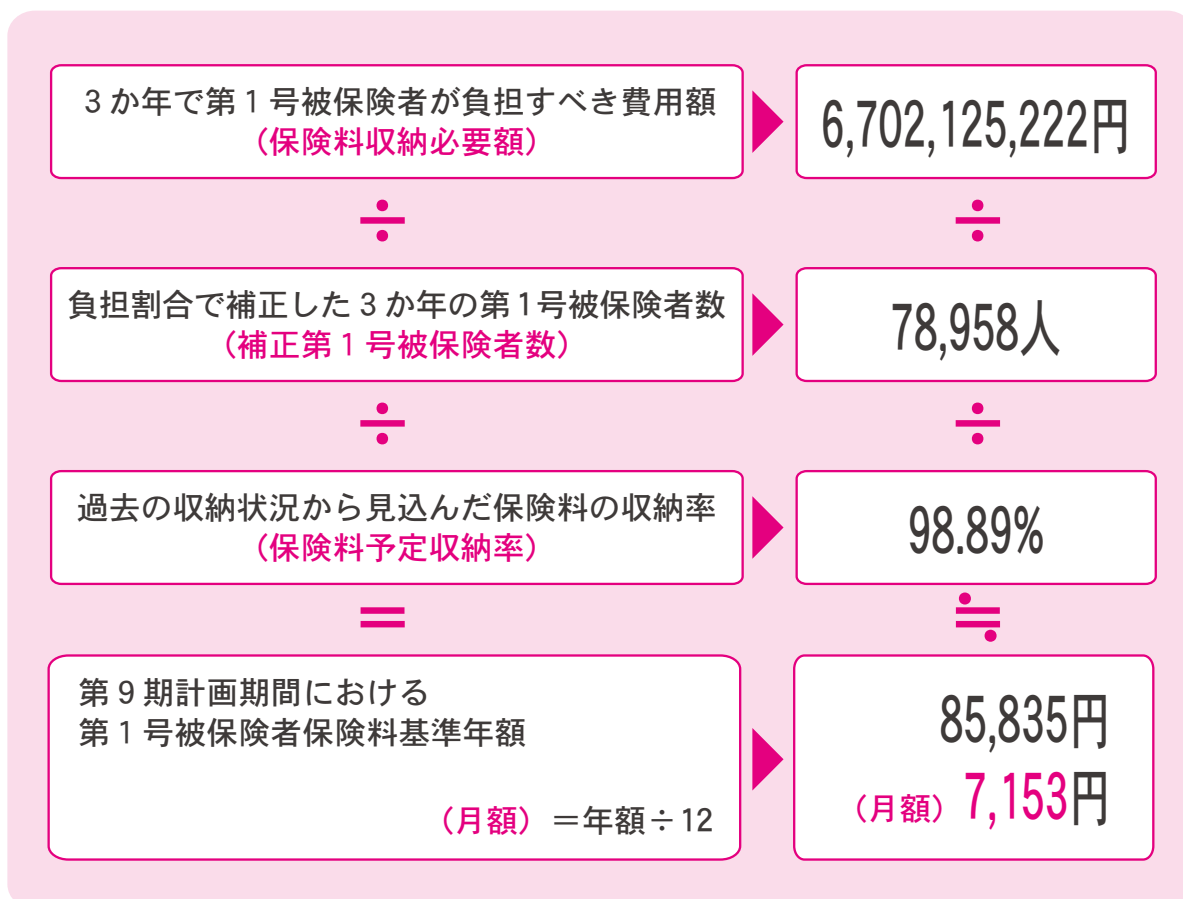 3か年で第1号被保険者が負担すべき費用額
(保険料収納必要額)
6,702,125,222円
÷
÷
負担割合で補正した3か年の第1号被保険者数
(補正第1号被保険者数)
78,958人
÷
÷
過去の収納状況から見込んだ保険料の収納率
(保険料予定収納率)
98.89%
=
≒
第9期計画期間における
第1号被保険者保険料基準年額
(月額)=年額÷12
85,835円
(月額) 7,153円